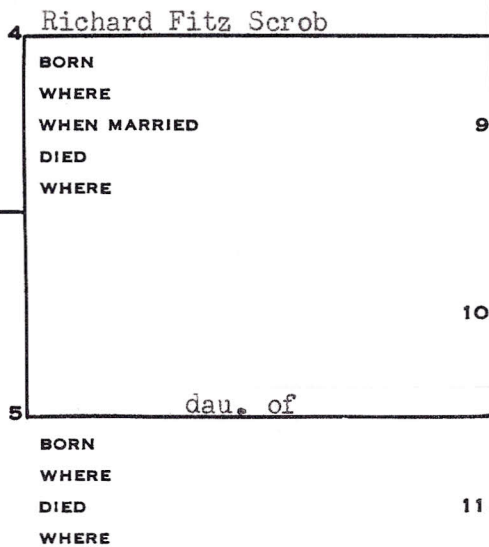 Richard Fitz Scrob
4
BORN
WHERE
WHEN MARRIED
9
DIED
WHERE
10
5
dau. of
BORN
WHERE
DIED
11
WHERE